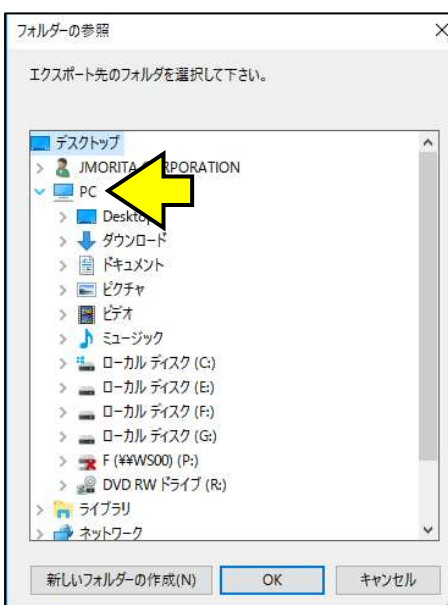 フォルダーの参照
エクスポート先のフォルダを選択して下さい。
デスクトップ
JMORITA CORPORATION
PC
Desktop
ダウンロード
ドキュメント
ピクチャ
ビデオ
ミュージック
ローカル ディスク (C:)
ローカル ディスク (E:)
ローカル ディスク (F:)
ローカル ディスク (G:)
F (¥¥WS00) (P:)
DVD RW ドライブ (R:)
ライブラリ
ネットワーク
新しいフォルダーの作成(N) OK キャンセル